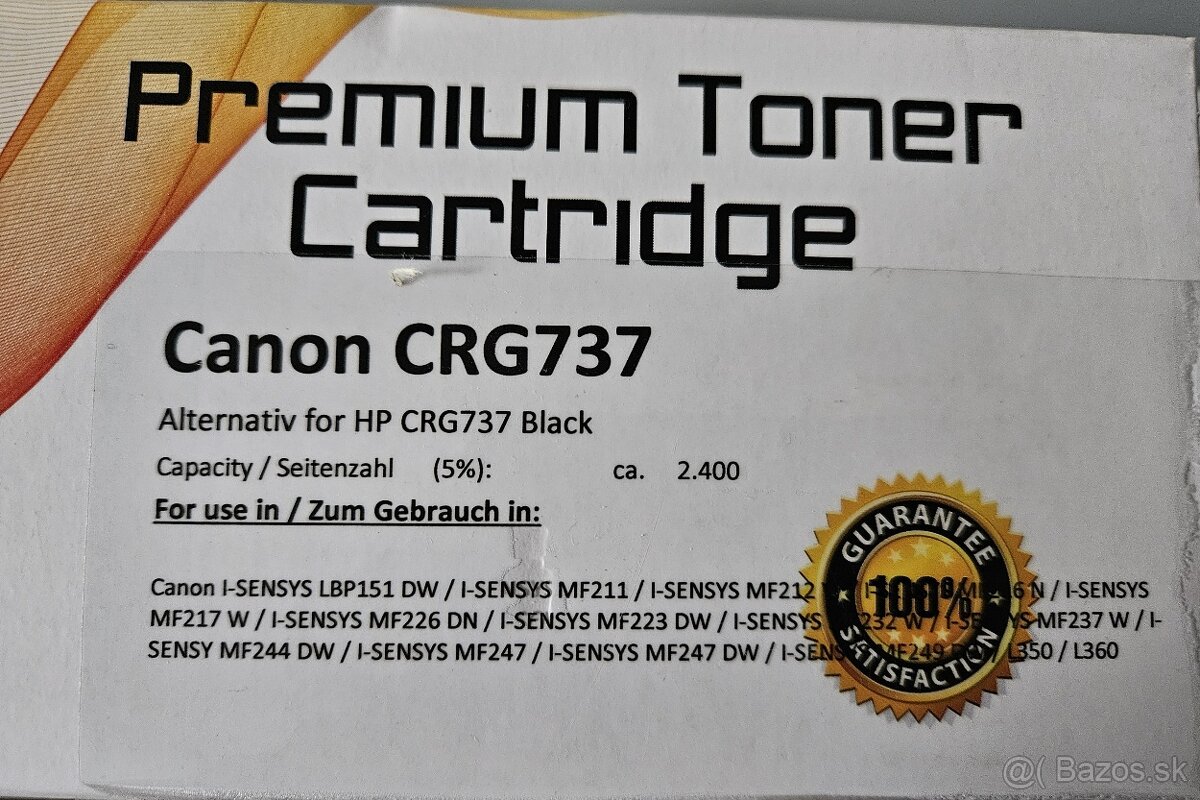 Premium Toner
Cartridge
Canon CRG737
Alternativ for HP CRG737 Black
Capacity / Seitenzahl (5%): ca. 2.400
For use in / Zum Gebrauch in:
Canon I-SENSYS LBP151 DW / I-SENSYS MF211 / I-SENSYS MF212 N / I-SENSYS
MF217 W / I-SENSYS MF226 DN / I-SENSYS MF223 DW / I-SENSYS 232 W / MF237 W / I-
SENSY MF244 DW / I-SENSYS MF247 / I-SENSYS MF247 DW / MF249 / L350 / L360
GUARANTEE
100%
SATISFACTION
@( Bazos.sk